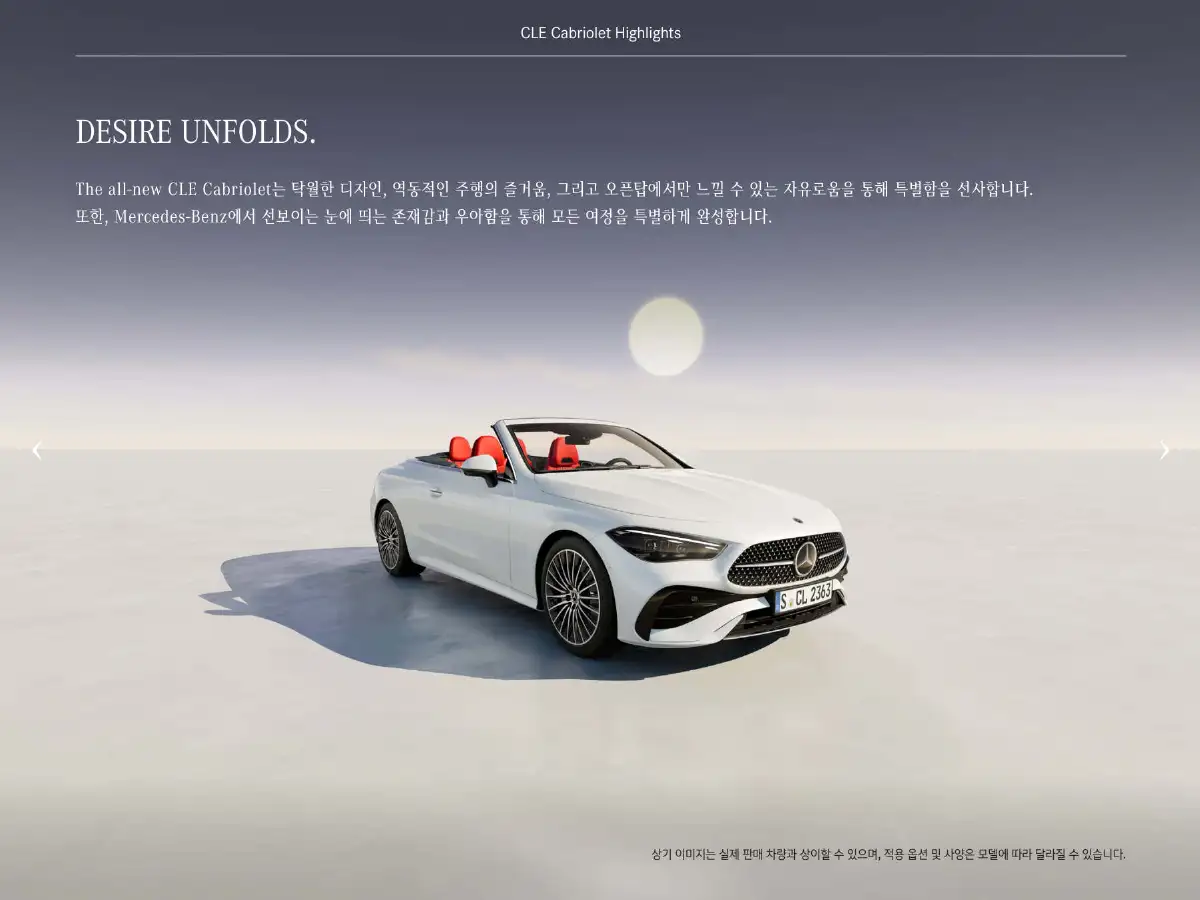 CLE Cabriolet Highlights
DESIRE UNFOLDS.
The all-new CLE Cabriolet는 탁월한 디자인, 역동적인 주행의 즐거움, 그리고 오픈탑에서만 느낄 수 있는 자유로움을 통해 특별함을 선사합니다.
또한, Mercedes-Benz에서 선보이는 눈에 띄는 존재감과 우아함을 통해 모든 여정을 특별하게 완성합니다.
S CL 2363
상기 이미지는 실제 판매 차량과 상이할 수 있으며, 적용 옵션 및 사양은 모델에 따라 달라질 수 있습니다.